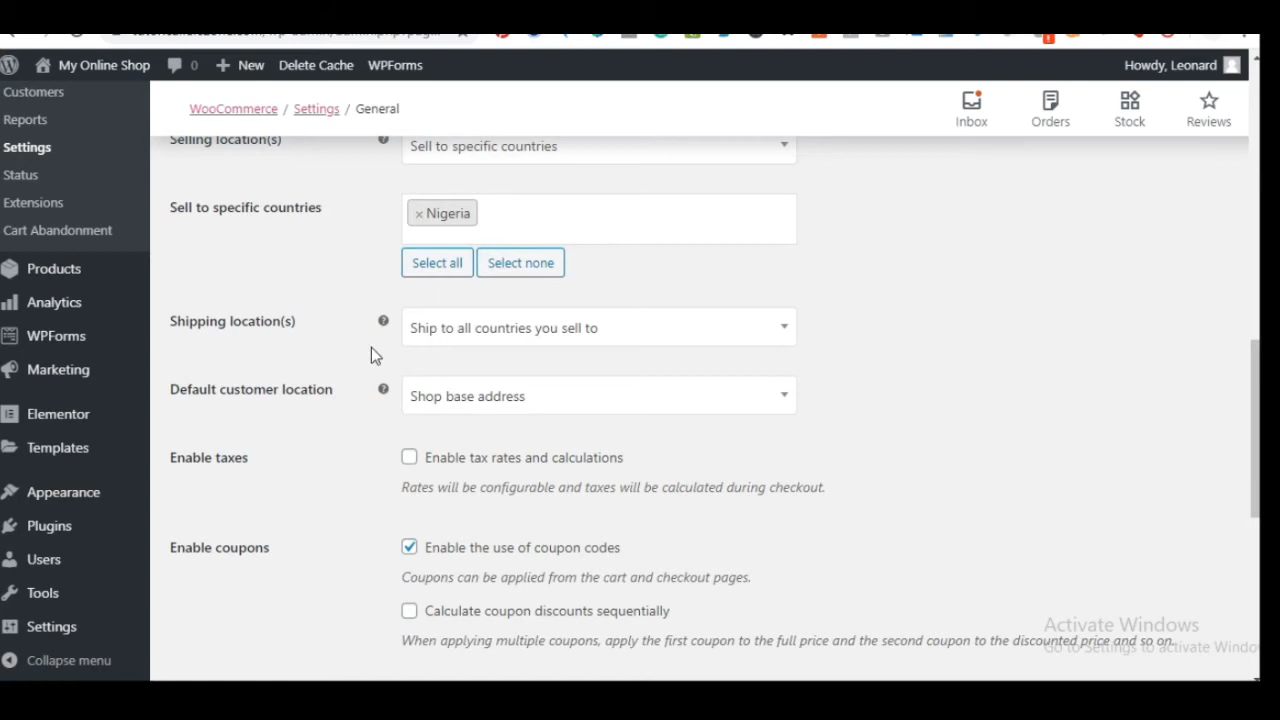 My Online Shop 0 New Delete Cache WPForms Howdy, Leonard
Customers
Reports
Settings
Status
Extensions
Cart Abandonment
Products
Analytics
WPForms
Marketing
Elementor
Templates
Appearance
Plugins
Users
Tools
Settings
Collapse menu
WooCommerce / Settings / General
Inbox Orders Stock Reviews
Selling location(s) Sell to specific countries
Sell to specific countries × Nigeria
Select all Select none
Shipping location(s) Ship to all countries you sell to
Default customer location Shop base address
Enable taxes Enable tax rates and calculations
Rates will be configurable and taxes will be calculated during checkout.
Enable coupons Enable the use of coupon codes
Coupons can be applied from the cart and checkout pages.
Calculate coupon discounts sequentially
When applying multiple coupons, apply the first coupon to the full price and the second coupon to the discounted price and so on.
Activate Windows
Go to Settings to activate Windo